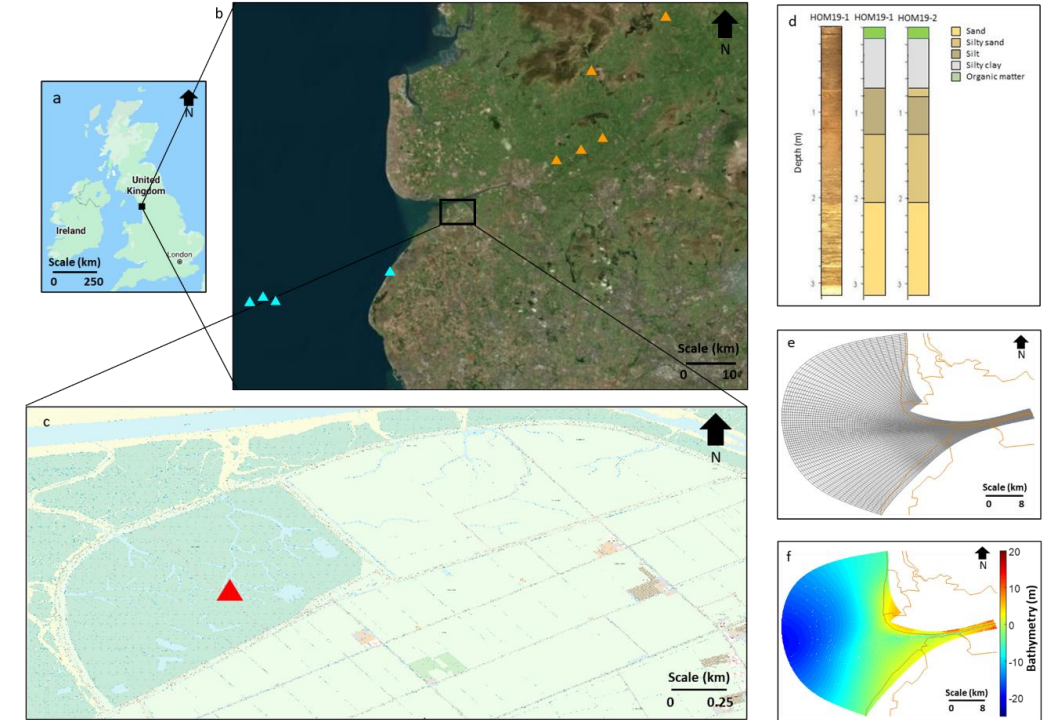 a
N
United
Kingdom
Ireland
London
Scale (km)
0 250
b
N
Scale (km)
0 10
c
N
Scale (km)
0 0.25
d
HOM19-1 HOM19-1 HOM19-2
Sand
Silty sand
Silt
Silty clay
Organic matter
Depth (m)
1 1 1
2 2 2
3 3 3
e
N
Scale (km)
0 8
f
N
Scale (km)
0 8
20
10
0
-10
-20
Bathymetry (m)